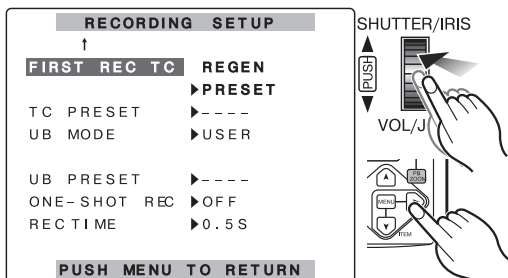 RECORDING SETUP
↑
FIRST REC TC REGEN
▶PRESET
TC PRESET ▶----
UB MODE ▶USER
UB PRESET ▶----
ONE-SHOT REC ▶OFF
REC TIME ▶0.5S
PUSH MENU TO RETURN
SHUTTER/IRIS
PUSH
VOL/J
PB
ZOOM
MENU
ITEM